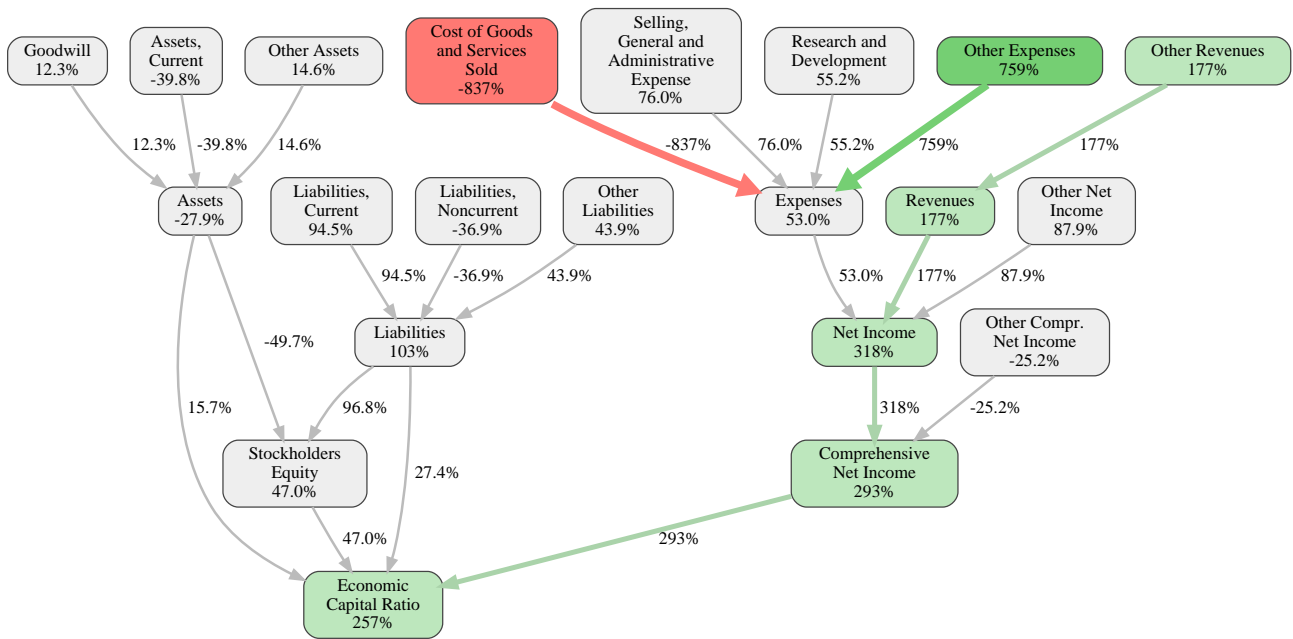 Goodwill
12.3%
Assets,
Current
-39.8%
Other Assets
14.6%
Cost of Goods
and Services
Sold
-837%
Selling,
General and
Administrative
Expense
76.0%
Research and
Development
55.2%
Other Expenses
759%
Other Revenues
177%
12.3%
-39.8%
14.6%
-837%
76.0%
55.2%
759%
177%
Assets
-27.9%
Liabilities,
Current
94.5%
Liabilities,
Noncurrent
-36.9%
Other
Liabilities
43.9%
Expenses
53.0%
Revenues
177%
Other Net
Income
87.9%
94.5%
-36.9%
43.9%
53.0%
177%
87.9%
Liabilities
103%
Net Income
318%
Other Compr.
Net Income
-25.2%
-49.7%
15.7%
96.8%
318%
-25.2%
Stockholders
Equity
47.0%
27.4%
Comprehensive
Net Income
293%
47.0%
293%
Economic
Capital Ratio
257%